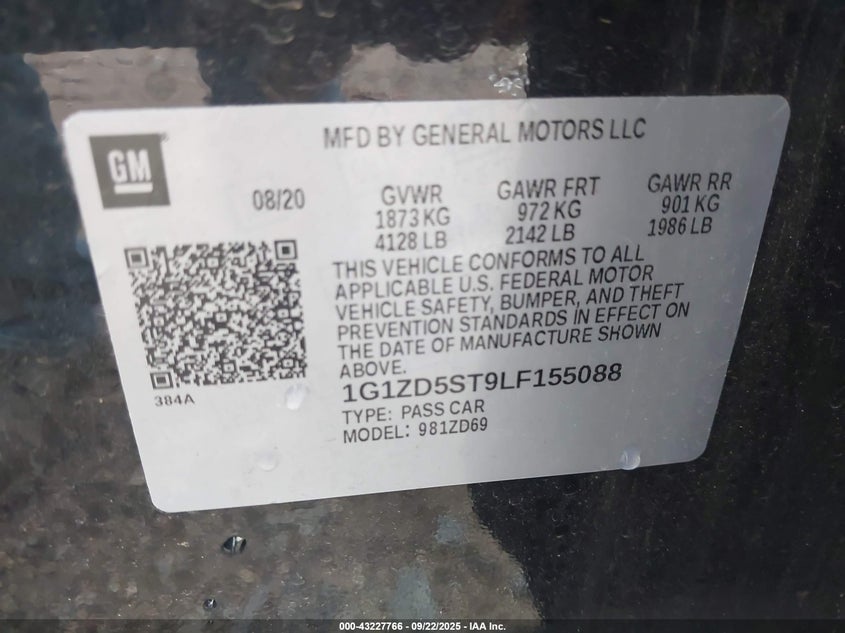 GM
MFD BY GENERAL MOTORS LLC
08/20
GVWR
1873 KG
4128 LB
GAWR FRT
972 KG
2142 LB
GAWR RR
901 KG
1986 LB
THIS VEHICLE CONFORMS TO ALL
APPLICABLE U.S. FEDERAL MOTOR
VEHICLE SAFETY, BUMPER, AND THEFT
PREVENTION STANDARDS IN EFFECT ON
THE DATE OF MANUFACTURE SHOWN
ABOVE.
384A
1G1ZD5ST9LF155088
TYPE: PASS CAR
MODEL: 981ZD69
000-43227766 - 09/22/2025 - IAA Inc.